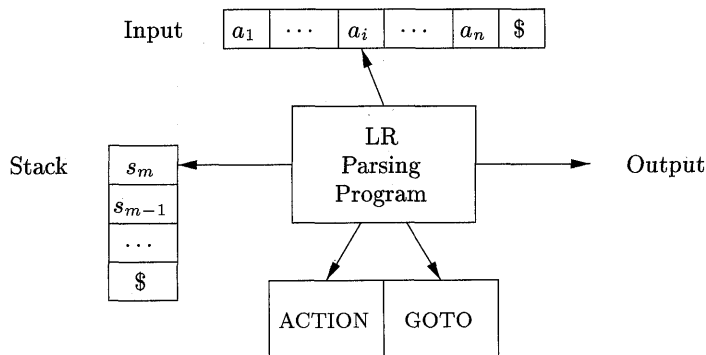 Input a₁ ⋯ aᵢ ⋯ aₙ $
LR
Parsing
Program
Stack
sₘ
sₘ₋₁
⋯
$
Output
ACTION GOTO